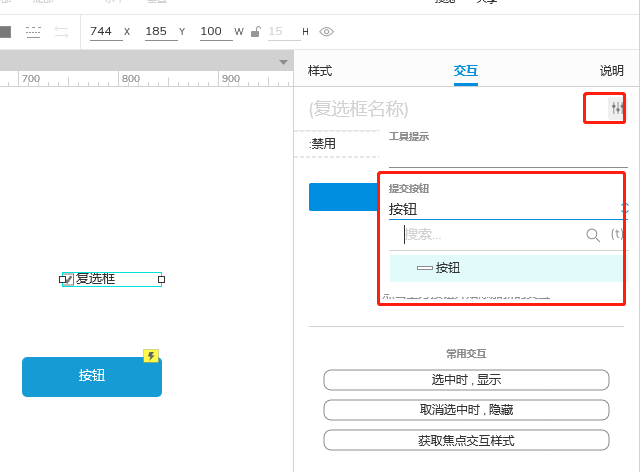 744 X 185 Y 100 W 15 H
700 800 900
样式 交互 说明
(复选框名称)
工具提示
:禁用
提交按钮
按钮
搜索...
(t)
按钮
复选框
按钮
常用交互
选中时 , 显示
取消选中时 , 隐藏
获取焦点交互样式